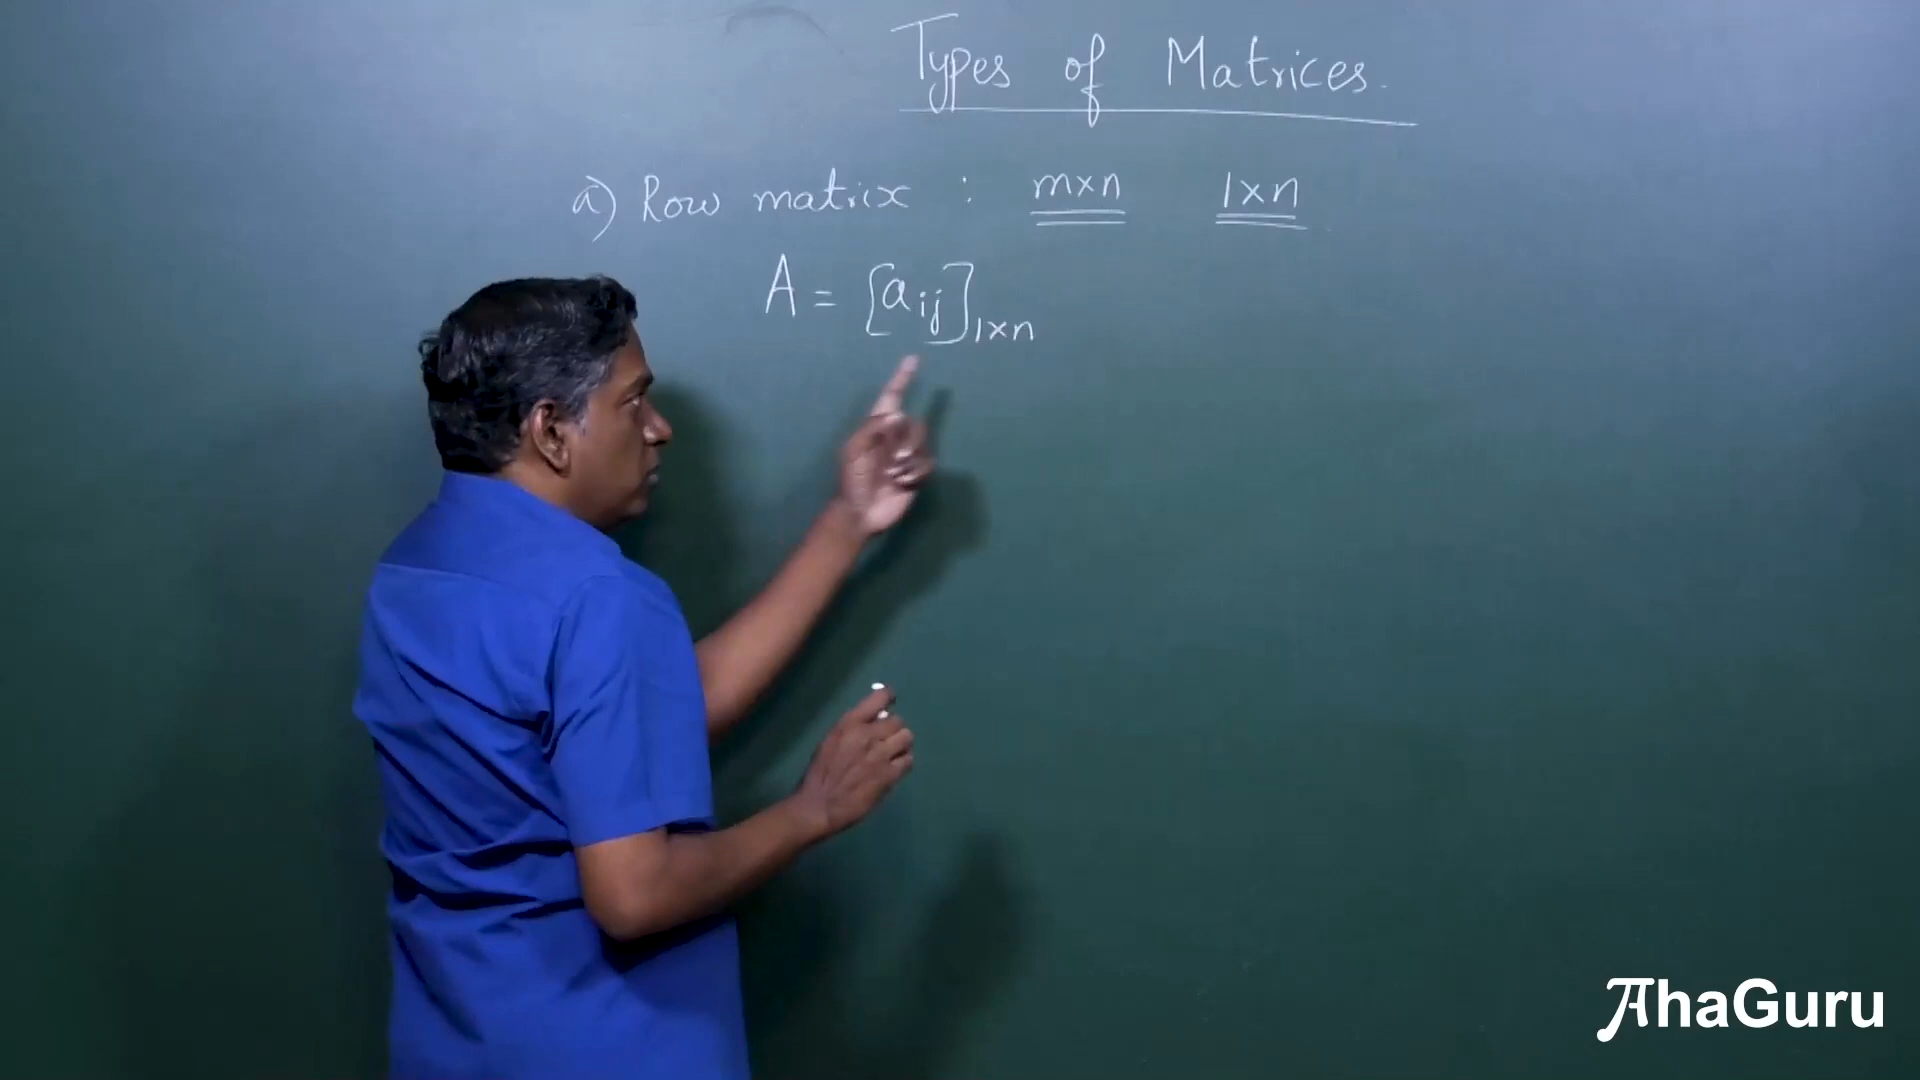 Types of Matrices.
a) Row matrix : m×n 1×n
A = [aij]1×n
AhaGuru